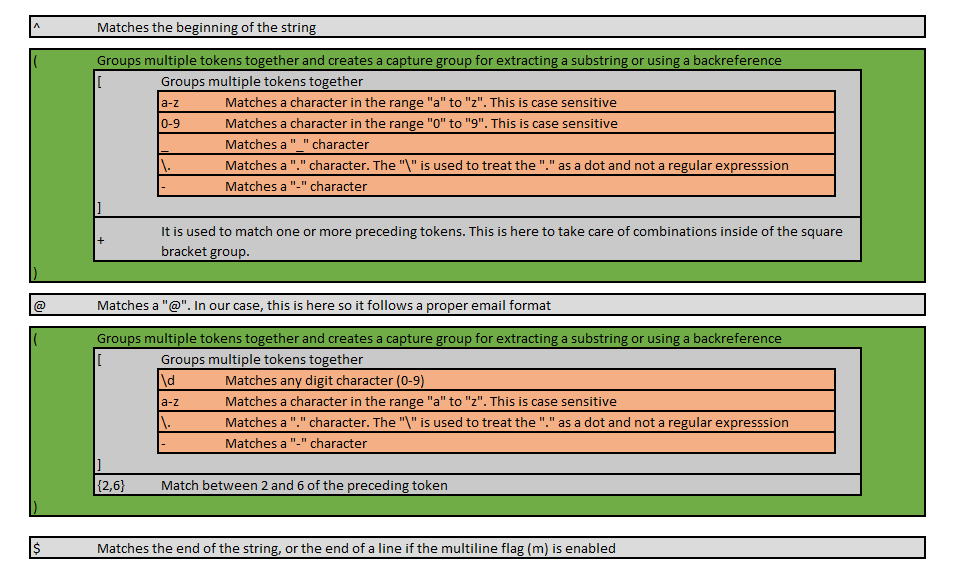 ^ Matches the beginning of the string
( Groups multiple tokens together and creates a capture group for extracting a substring or using a backreference
[ Groups multiple tokens together
a-z Matches a character in the range "a" to "z". This is case sensitive
0-9 Matches a character in the range "0" to "9". This is case sensitive
_ Matches a "_" character
\. Matches a "." character. The "\" is used to treat the "." as a dot and not a regular expresssion
- Matches a "-" character
]
+ It is used to match one or more preceding tokens. This is here to take care of combinations inside of the square
bracket group.
)
@ Matches a "@". In our case, this is here so it follows a proper email format
( Groups multiple tokens together and creates a capture group for extracting a substring or using a backreference
[ Groups multiple tokens together
\d Matches any digit character (0-9)
a-z Matches a character in the range "a" to "z". This is case sensitive
\. Matches a "." character. The "\" is used to treat the "." as a dot and not a regular expresssion
- Matches a "-" character
]
{2,6} Match between 2 and 6 of the preceding token
)
$ Matches the end of the string, or the end of a line if the multiline flag (m) is enabled